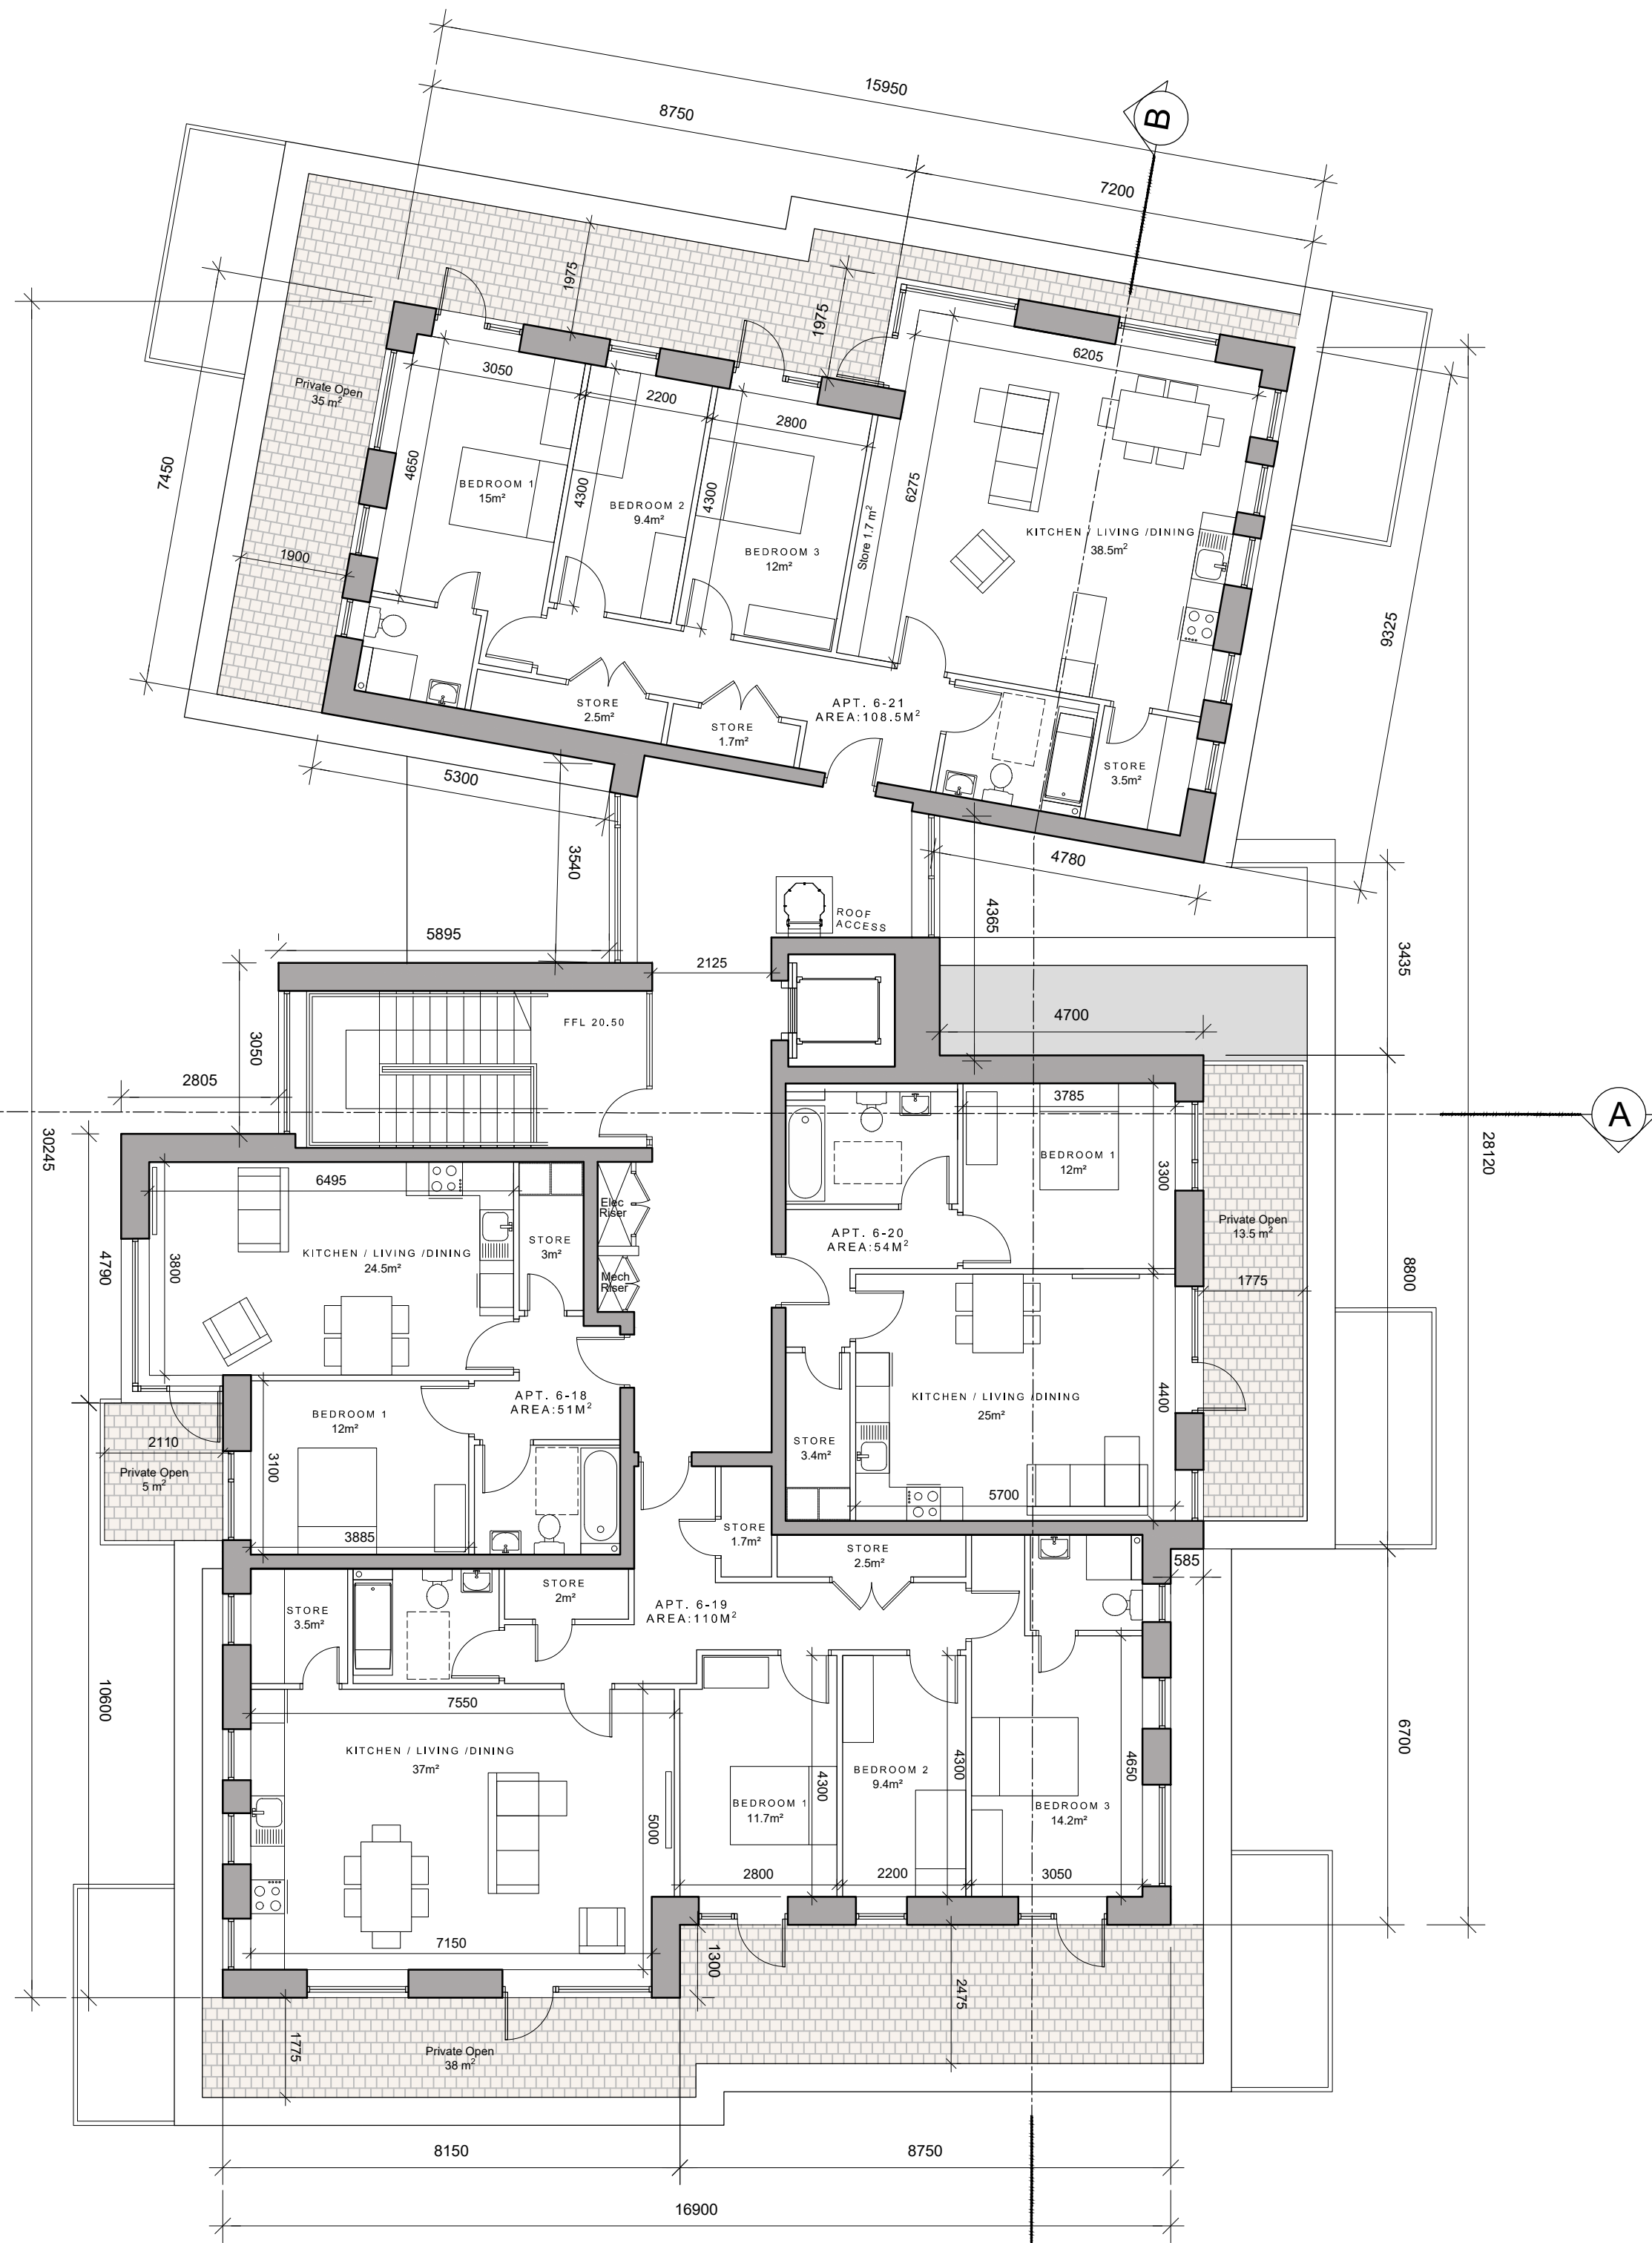 15950
8750
B
7200
1975
1975
6205
3050
2200
2800
Private Open
35 m²
7450
4650
BEDROOM 1
15m²
4300
BEDROOM 2
9.4m²
4300
BEDROOM 3
12m²
Store 1.7 m²
6275
KITCHEN / LIVING /DINING
38.5m²
1900
9325
STORE
2.5m²
STORE
1.7m²
APT. 6-21
AREA:108.5M²
STORE
3.5m²
5300
3540
4780
ROOF
ACCESS
4365
5895
2125
3435
FFL 20.50
4700
3050
2805
3785
A
30245
28120
BEDROOM 1
12m²
3300
6495
Elec
Riser
KITCHEN / LIVING /DINING
24.5m²
STORE
3m²
APT. 6-20
AREA:54M²
Private Open
13.5 m²
4790
3800
Mech
Riser
1775
8800
APT. 6-18
AREA:51M²
KITCHEN / LIVING /DINING
25m²
4400
BEDROOM 1
12m²
2110
Private Open
5 m²
3100
STORE
3.4m²
5700
3885
STORE
1.7m²
STORE
2.5m²
585
STORE
2m²
STORE
3.5m²
APT. 6-19
AREA:110M²
10600
7550
6700
KITCHEN / LIVING /DINING
37m²
4300
4300
4650
BEDROOM 2
9.4m²
BEDROOM 1
11.7m²
BEDROOM 3
14.2m²
5000
2800
2200
3050
7150
1300
2475
1775
Private Open
38 m²
8150
8750
16900